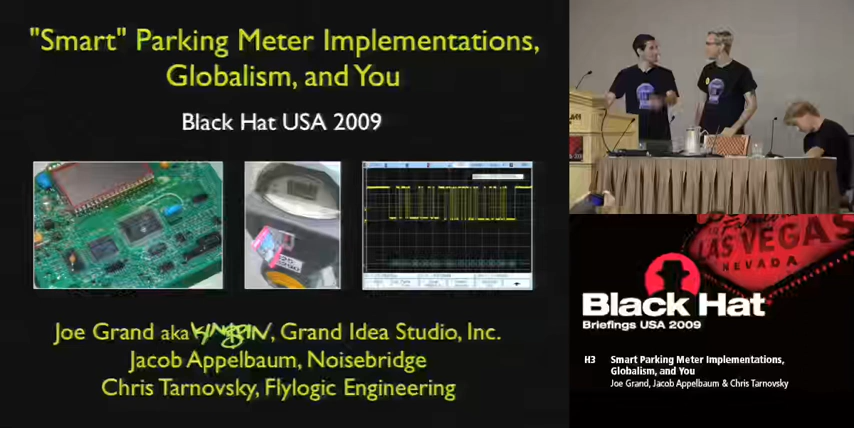 "Smart" Parking Meter Implementations,
Globalism, and You
Black Hat USA 2009
Joe Grand aka KINGPIN, Grand Idea Studio, Inc.
Jacob Appelbaum, Noisebridge
Chris Tarnovsky, Flylogic Engineering
LAS VEGAS
NEVADA
Black Hat
Briefings USA 2009
H3 Smart Parking Meter Implementations,
Globalism, and You
Joe Grand, Jacob Appelbaum & Chris Tarnovsky